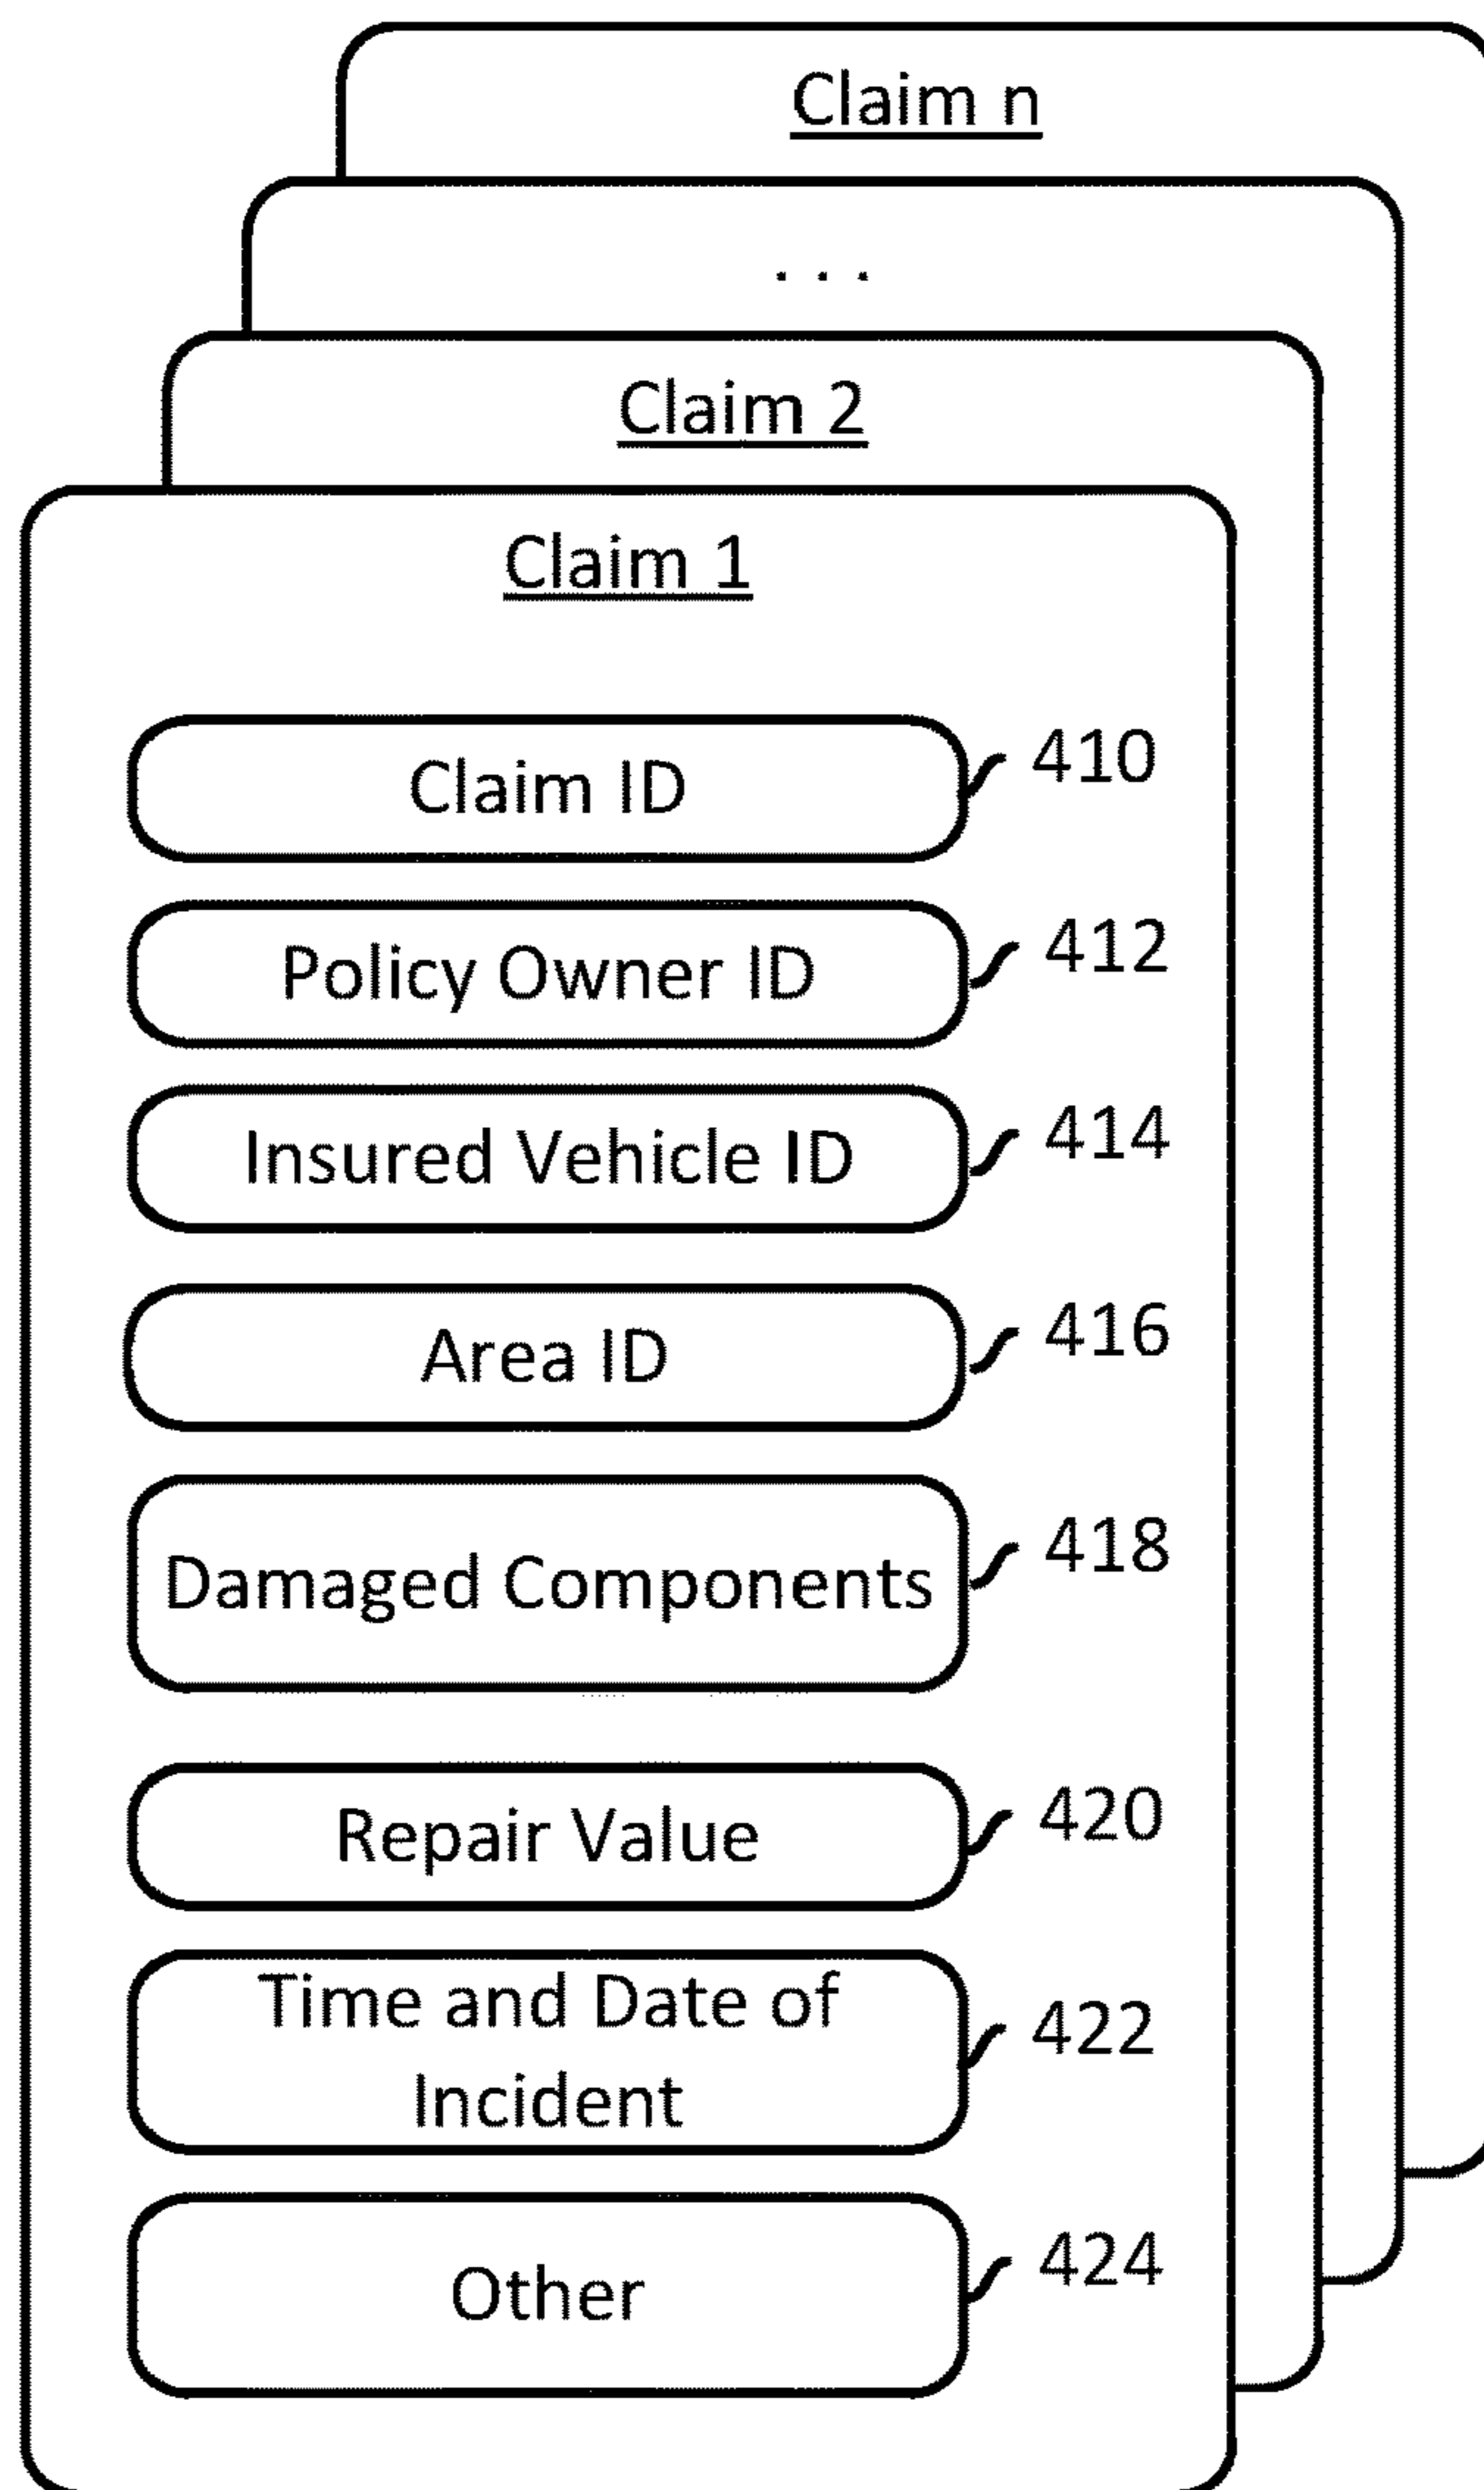 Claim n
. . .
Claim 2
Claim 1
Claim ID
410
Policy Owner ID
412
Insured Vehicle ID
414
Area ID
416
Damaged Components
418
Repair Value
420
Time and Date of
Incident
422
Other
424